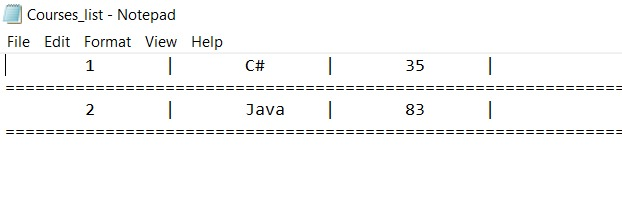 Courses_list - Notepad
File Edit Format View Help
1 | C# | 35 |
==============================================================
2 | Java | 83 |
==============================================================